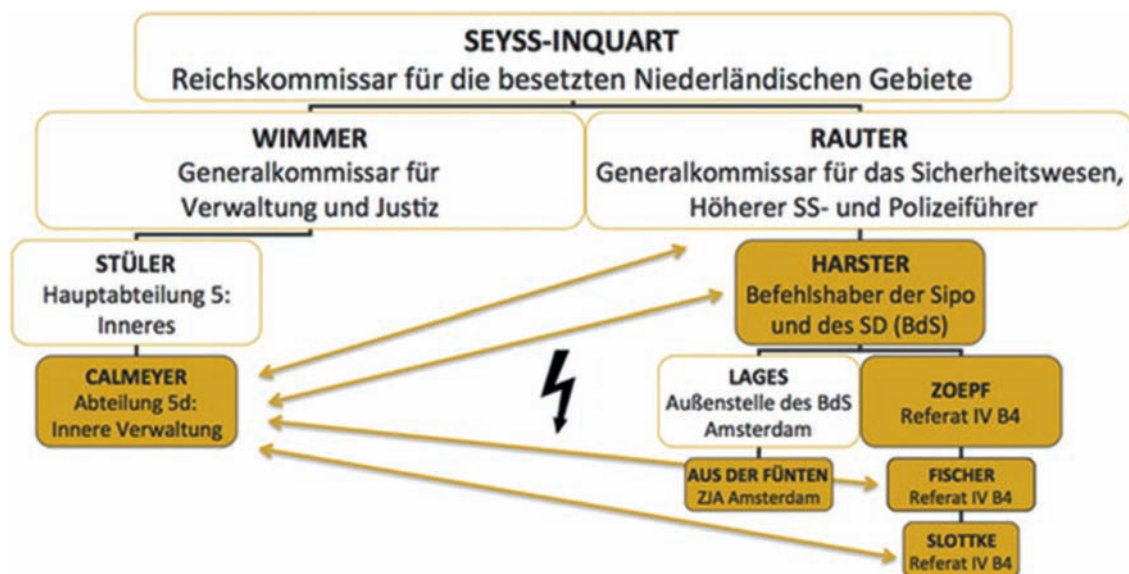 SEYSS-INQUART
Reichskommissar für die besetzten Niederländischen Gebiete
WIMMER
Generalkommissar für
Verwaltung und Justiz
RAUTER
Generalkommissar für das Sicherheitswesen,
Höherer SS- und Polizeiführer
STÜLER
Hauptabteilung 5:
Inneres
HARSTER
Befehlshaber der Sipo
und des SD (BdS)
CALMEYER
Abteilung 5d:
Innere Verwaltung
LAGES
Außenstelle des BdS
Amsterdam
ZOEPF
Referat IV B4
AUS DER FÜNTEN
ZJA Amsterdam
FISCHER
Referat IV B4
SLOTTKE
Referat IV B4